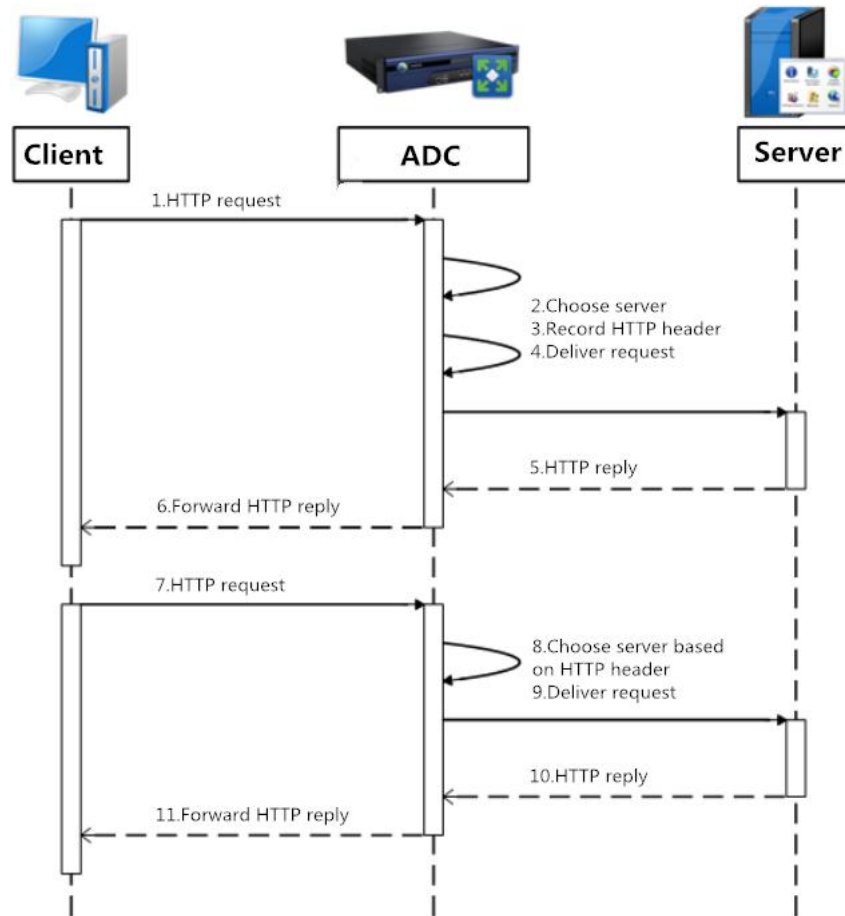 Client
ADC
Server
1.HTTP request
2.Choose server
3.Record HTTP header
4.Deliver request
5.HTTP reply
6.Forward HTTP reply
7.HTTP request
8.Choose server based
on HTTP header
9.Deliver request
10.HTTP reply
11.Forward HTTP reply